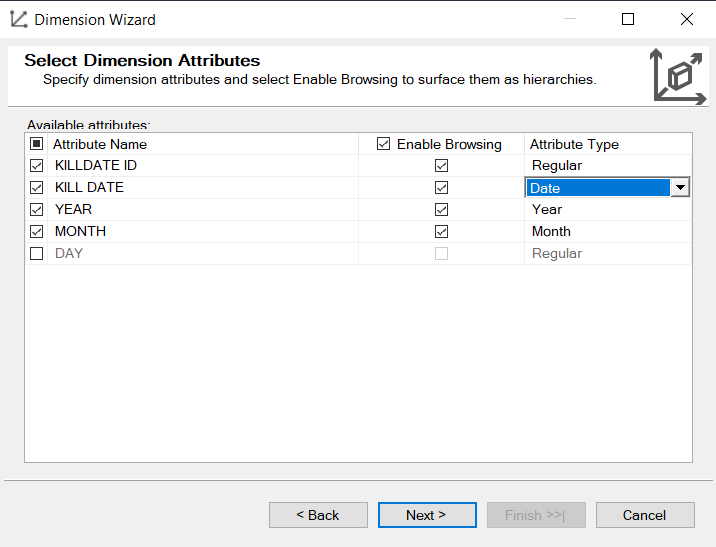 Dimension Wizard
Select Dimension Attributes
Specify dimension attributes and select Enable Browsing to surface them as hierarchies.
Available attributes:
Attribute Name Enable Browsing Attribute Type
KILLDATE ID Regular
KILL DATE Date
YEAR Year
MONTH Month
DAY Regular
< Back Next > Finish >>| Cancel